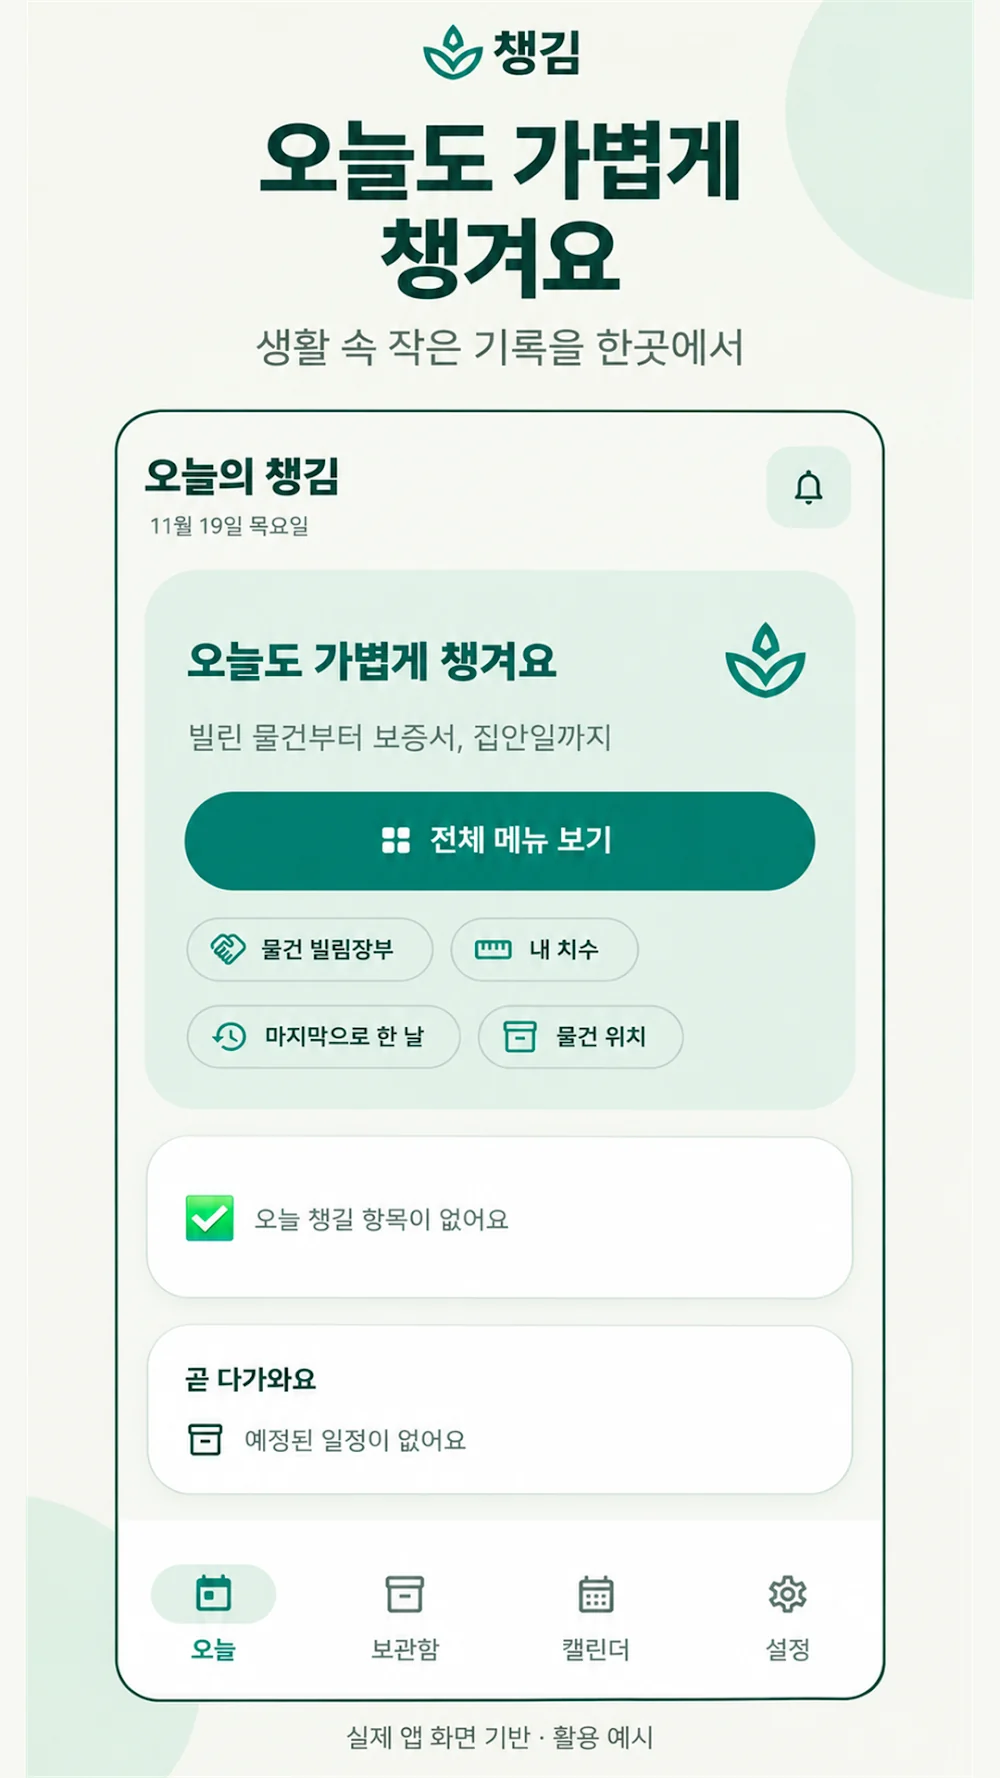 챙김
오늘도 가볍게
챙겨요
생활 속 작은 기록을 한곳에서
오늘의 챙김
11월 19일 목요일
오늘도 가볍게 챙겨요
빌린 물건부터 보증서, 집안일까지
전체 메뉴 보기
물건 빌림장부
내 치수
마지막으로 한 날
물건 위치
오늘 챙길 항목이 없어요
곧 다가와요
예정된 일정이 없어요
오늘
보관함
캘린더
설정
실제 앱 화면 기반 · 활용 예시